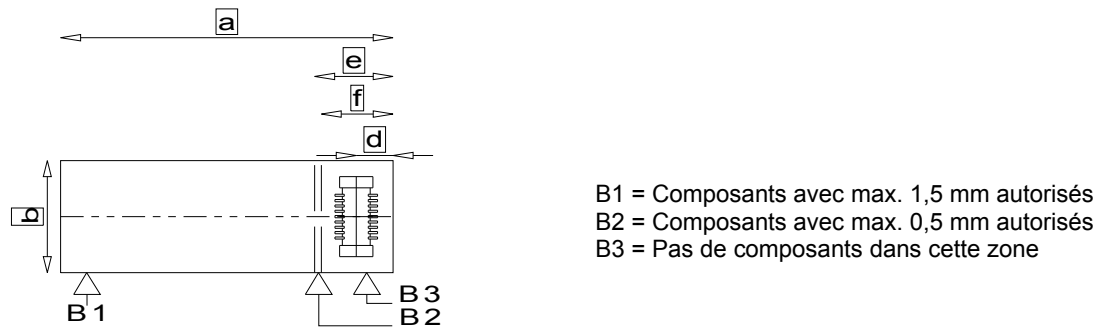 a
e
f
d
b
B1
B3
B2
B1 = Composants avec max. 1,5 mm autorisés
B2 = Composants avec max. 0,5 mm autorisés
B3 = Pas de composants dans cette zone